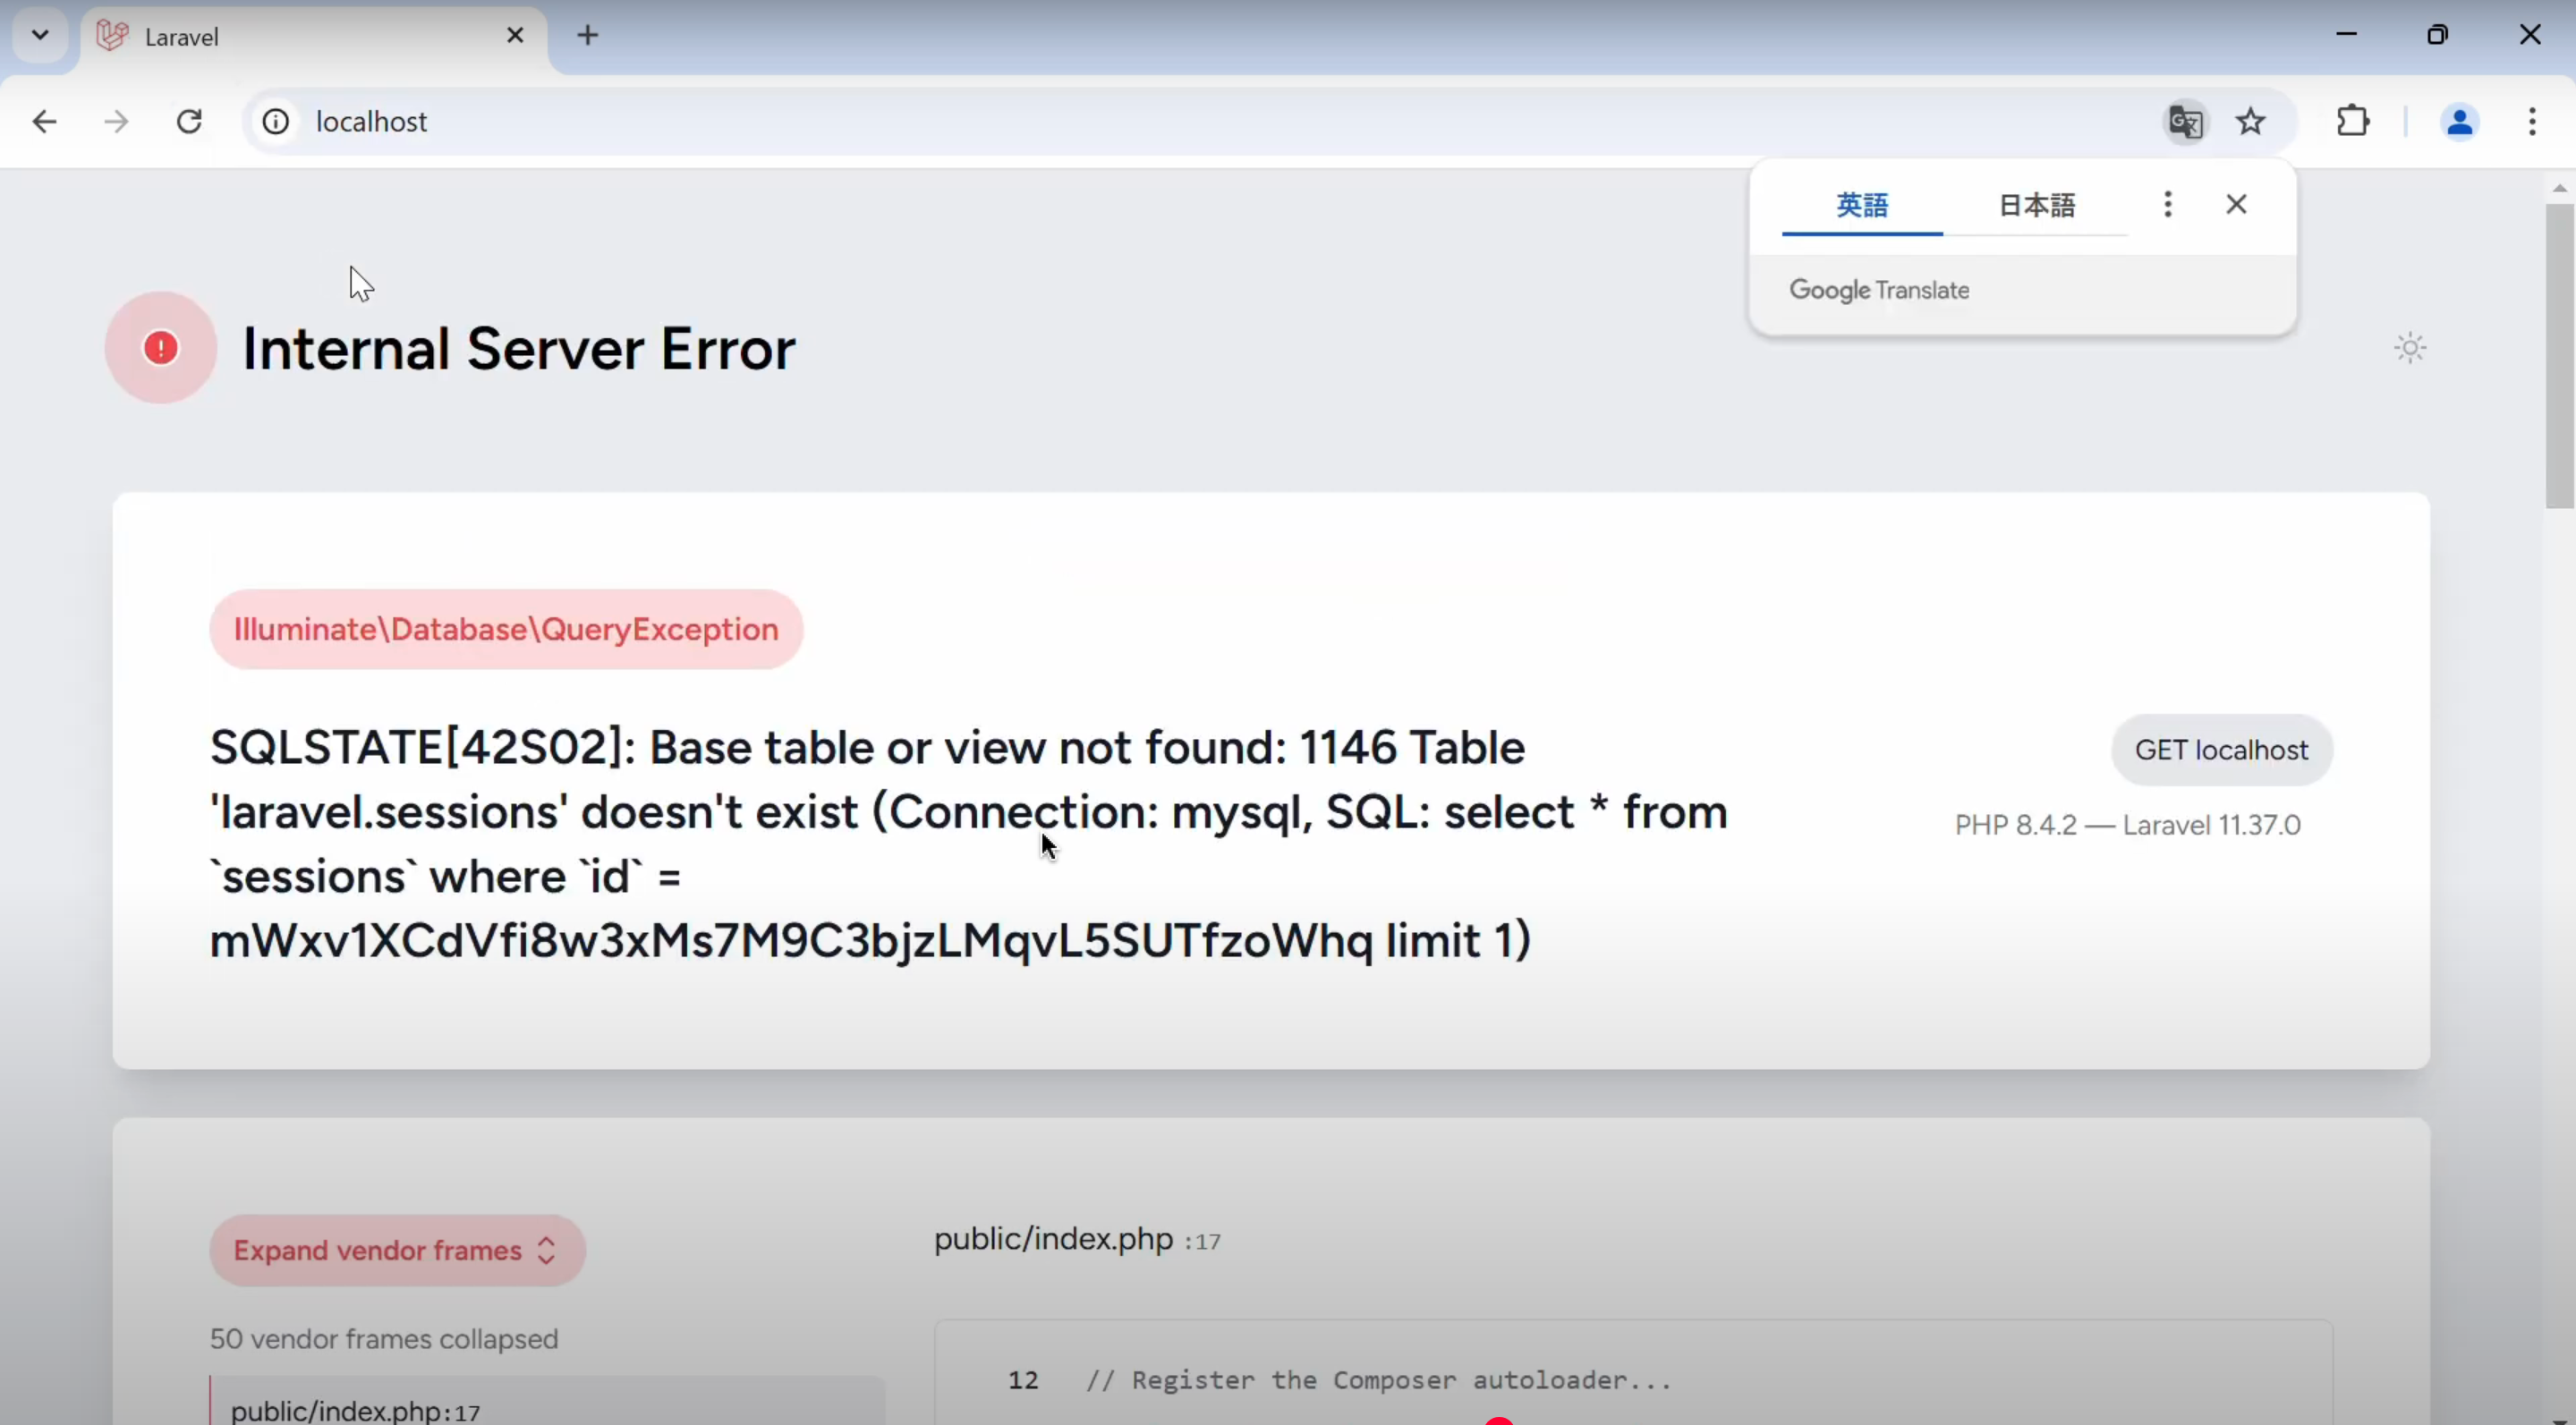 Laravel
localhost
英語 日本語
Google Translate
Internal Server Error
Illuminate\Database\QueryException
SQLSTATE[42S02]: Base table or view not found: 1146 Table
'laravel.sessions' doesn't exist (Connection: mysql, SQL: select * from
`sessions` where `id` =
mWxv1XCdVfi8w3xMs7M9C3bjzLMqvL5SUTfzoWhq limit 1)
GET localhost
PHP 8.4.2 — Laravel 11.37.0
Expand vendor frames
50 vendor frames collapsed
public/index.php:17
public/index.php :17
12 // Register the Composer autoloader...